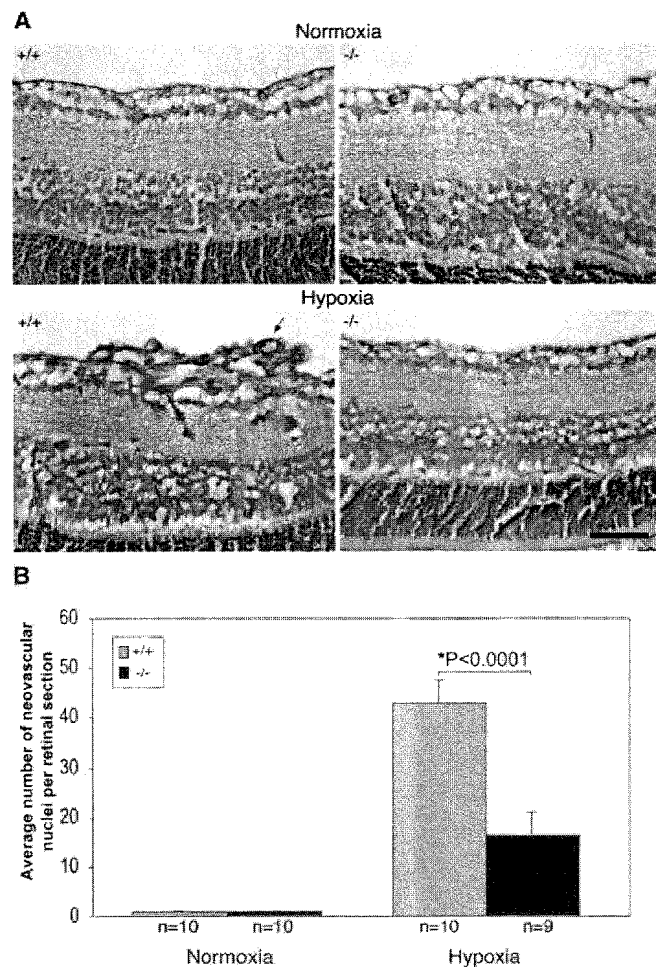 A
Normoxia
+/+
-/-
Hypoxia
+/+
-/-
B
Average number of neovascular
nuclei per retinal section
60
50
40
30
20
10
0
+/+
-/-
*P<0.0001
n=10
n=10
n=10
n=9
Normoxia
Hypoxia